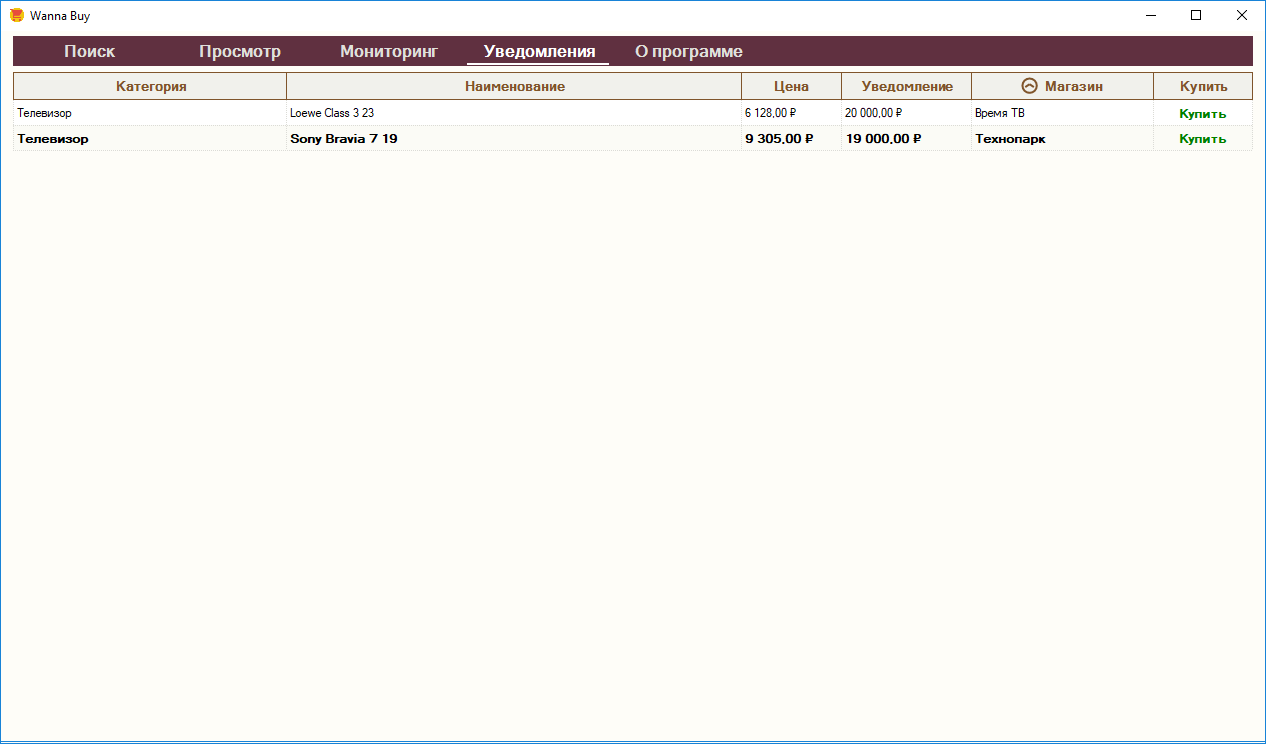 Wanna Buy
Поиск Просмотр Мониторинг Уведомления О программе
Категория Наименование Цена Уведомление Магазин Купить
Телевизор Loewe Class 3 23 6 128,00 ₽ 20 000,00 ₽ Время ТВ Купить
Телевизор Sony Bravia 7 19 9 305,00 ₽ 19 000,00 ₽ Технопарк Купить